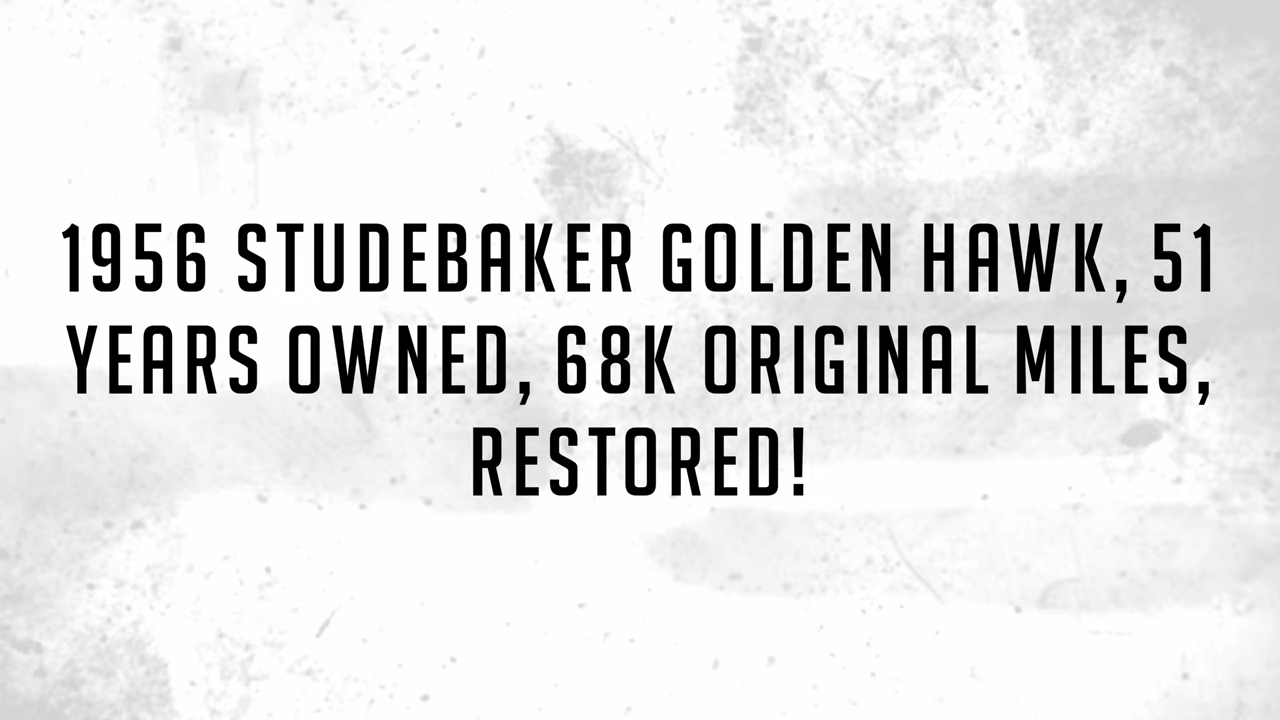 1956 STUDEBAKER GOLDEN HAWK, 51
YEARS OWNED, 68K ORIGINAL MILES,
RESTORED!